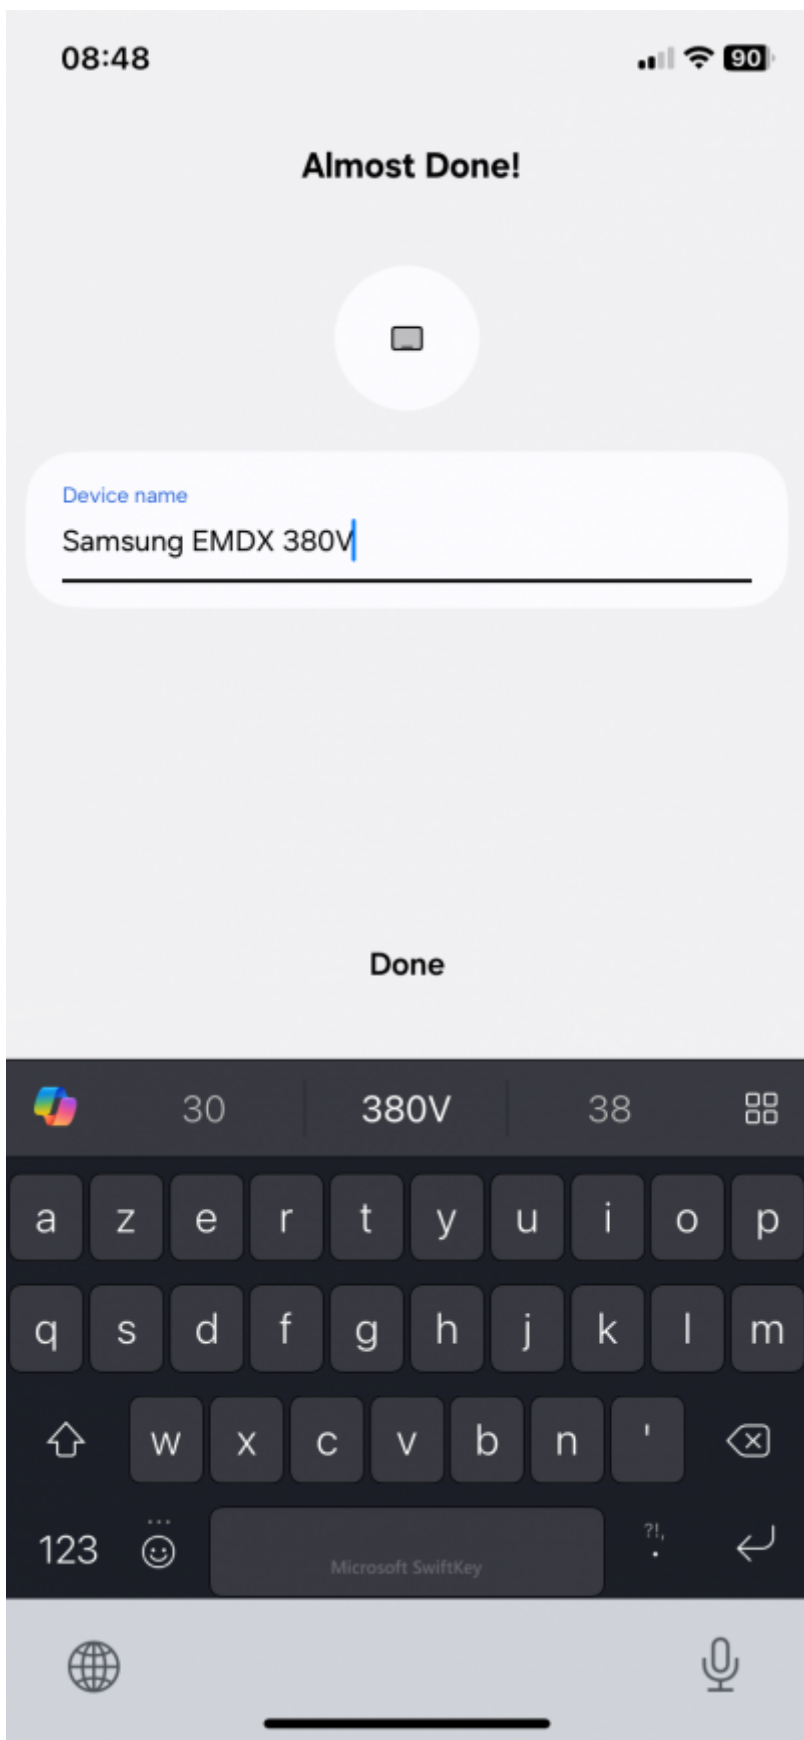 08:48
90
Almost Done!
Device name
Samsung EMDX 380V
Done
30 380V 38
a z e r t y u i o p
q s d f g h j k l m
w x c v b n '
123 Microsoft SwiftKey ?!, .